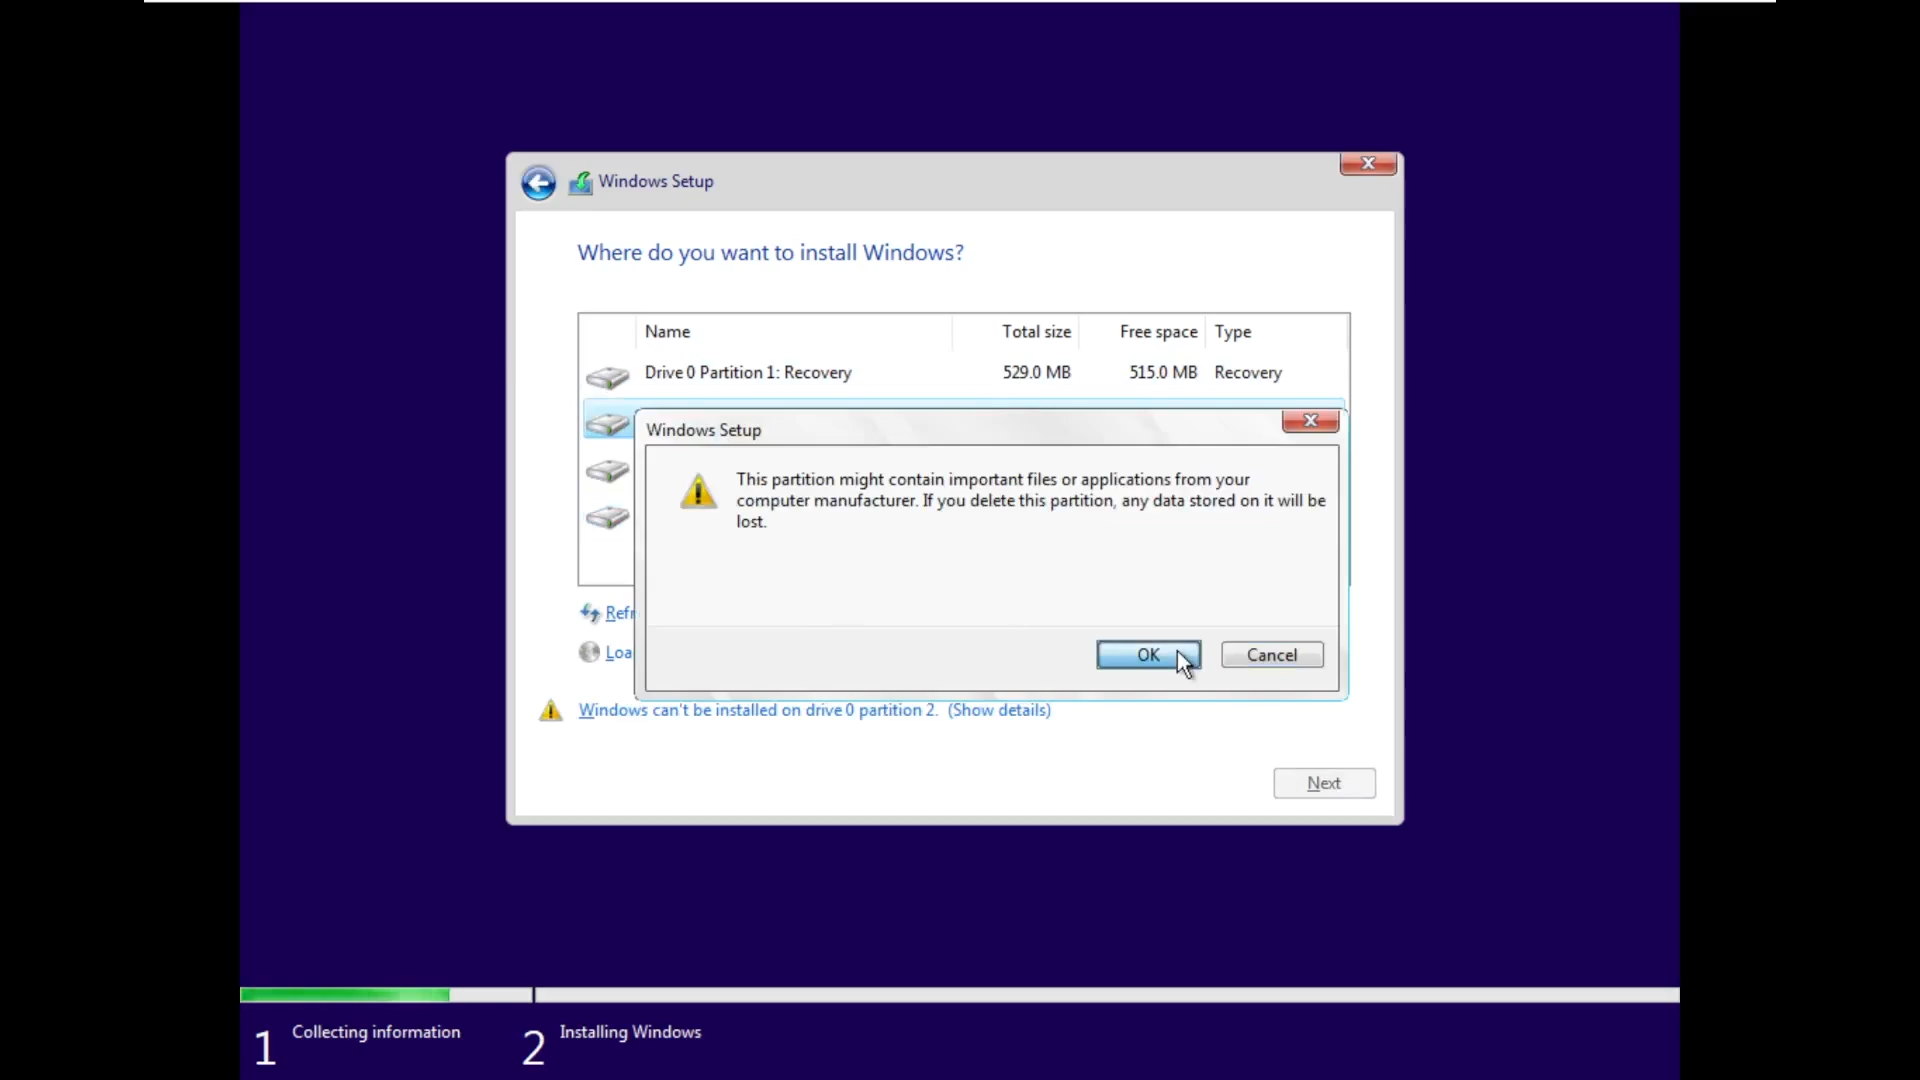 Windows Setup
Where do you want to install Windows?
Name Total size Free space Type
Drive 0 Partition 1: Recovery 529.0 MB 515.0 MB Recovery
Windows Setup
This partition might contain important files or applications from your
computer manufacturer. If you delete this partition, any data stored on it will be
lost.
OK Cancel
Refr
Loa
Windows can't be installed on drive 0 partition 2. (Show details)
Next
1 Collecting information 2 Installing Windows